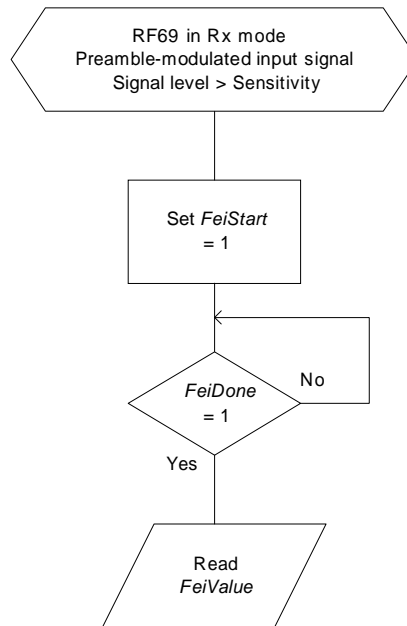 RF69 in Rx mode
Preamble-modulated input signal
Signal level > Sensitivity
Set FeiStart
= 1
FeiDone
= 1
No
Yes
Read
FeiValue